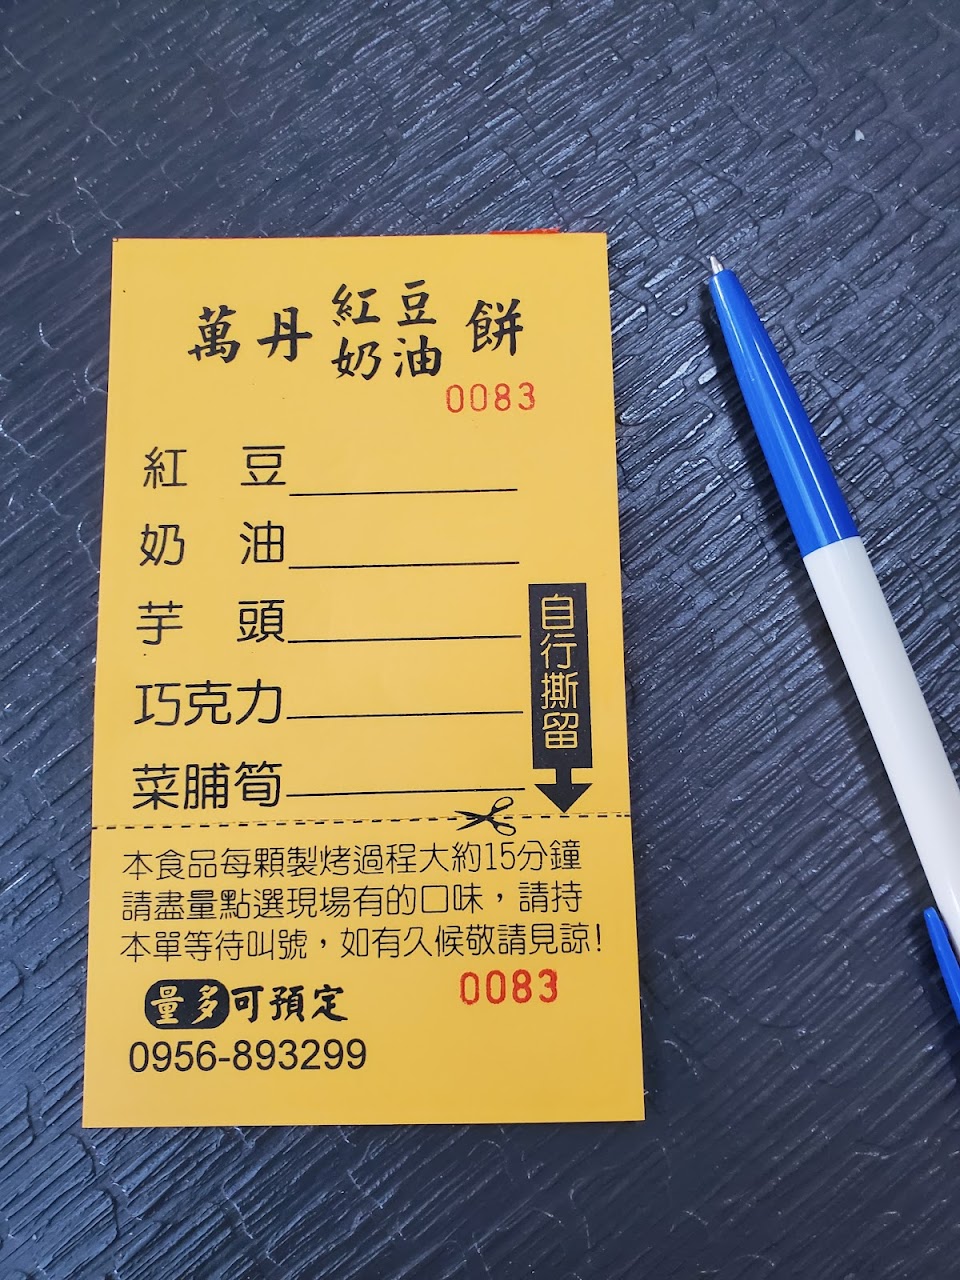 萬丹紅豆奶油餅
0083
紅豆
奶油
芋頭
巧克力
菜脯筍
自行撕留
本食品每顆製烤過程大約15分鐘
請盡量點選現場有的口味，請持
本單等待叫號，如有久候敬請見諒!
0083
量多可預定
0956-893299